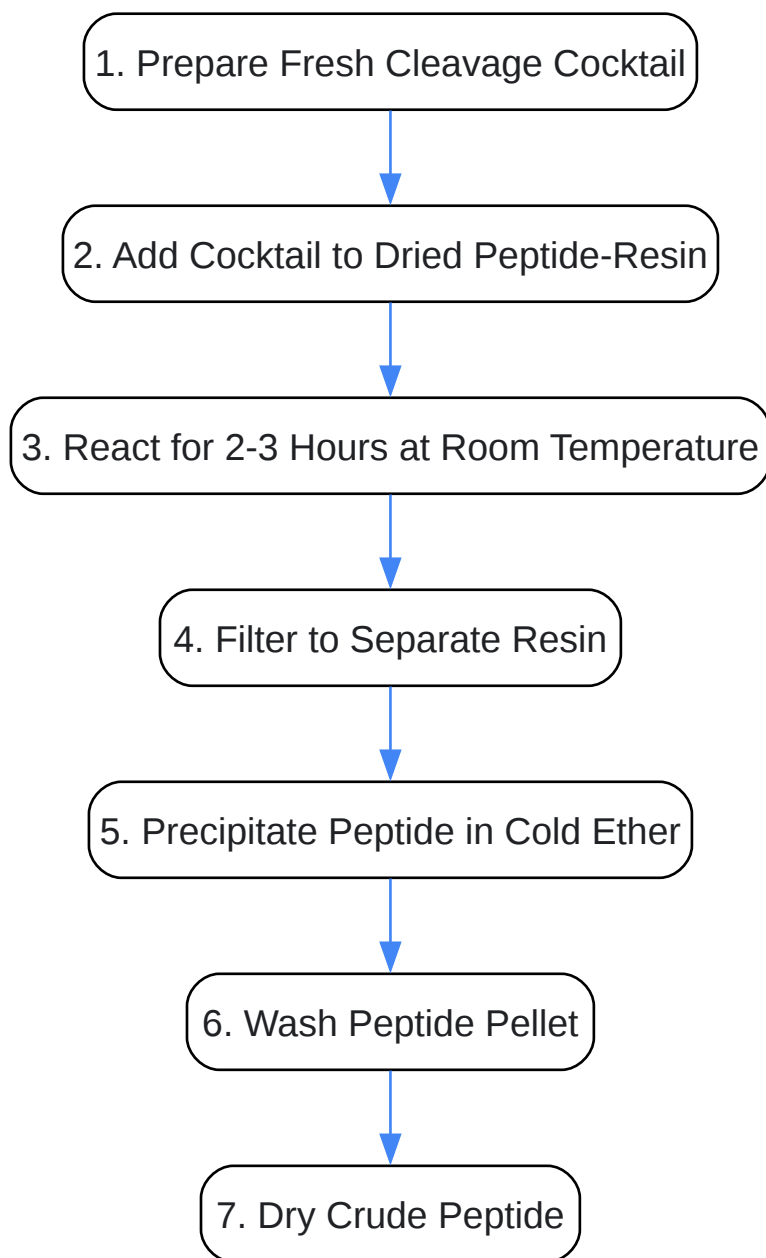 1. Prepare Fresh Cleavage Cocktail
2. Add Cocktail to Dried Peptide-Resin
3. React for 2-3 Hours at Room Temperature
4. Filter to Separate Resin
5. Precipitate Peptide in Cold Ether
6. Wash Peptide Pellet
7. Dry Crude Peptide